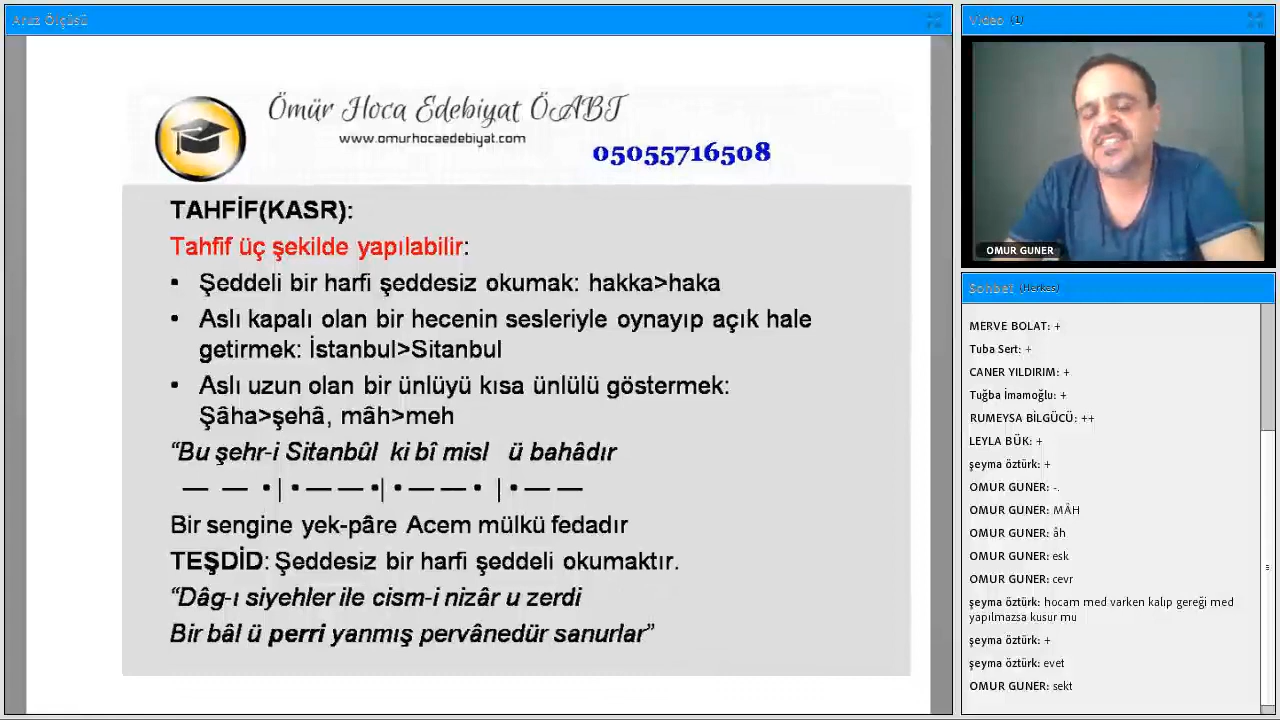 Aruz Ölçüsü
Ömür Hoca Edebiyat ÖABT
www.omurhocaedebiyat.com
05055716508
TAHFİF(KASR):
Tahfif üç şekilde yapılabilir:
• Şeddeli bir harfi şeddesiz okumak: hakka>haka
• Aslı kapalı olan bir hecenin sesleriyle oynayıp açık hale
getirmek: İstanbul>Sitanbul
• Aslı uzun olan bir ünlüyü kısa ünlülü göstermek:
Şâha>şehâ, mâh>meh
“Bu şehr-i Sitanbûl ki bî misl ü bahâdır
— — •| • — — •| • — — • | • — —
Bir sengine yek-pâre Acem mülkü fedadır
TEŞDİD: Şeddesiz bir harfi şeddeli okumaktır.
“Dâg-ı siyehler ile cism-i nizâr u zerdi
Bir bâl ü perri yanmış pervânedür sanurlar”
Video (1)
OMUR GUNER
Sohbet (Herkes)
MERVE BOLAT: +
Tuba Sert: +
CANER YILDIRIM: +
Tuğba İmamoğlu: +
RUMEYSA BİLGÜCÜ: ++
LEYLA BÜK: +
şeyma öztürk: +
OMUR GUNER: -.
OMUR GUNER: MÂH
OMUR GUNER: âh
OMUR GUNER: esk
OMUR GUNER: cevr
şeyma öztürk: hocam med varken kalıp gereği med
yapılmazsa kusur mu
şeyma öztürk: +
şeyma öztürk: evet
OMUR GUNER: sekt